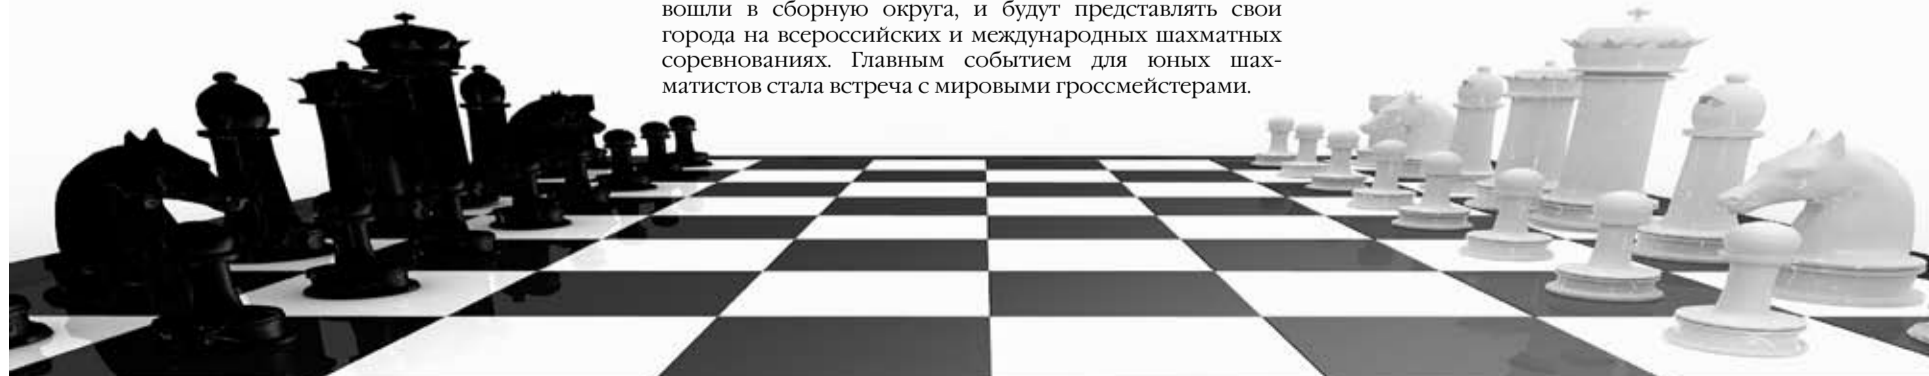 вошли в сборную округа, и будут представлять свои
города на всероссийских и международных шахматных
соревнованиях. Главным событием для юных шах-
матистов стала встреча с мировыми гроссмейстерами.